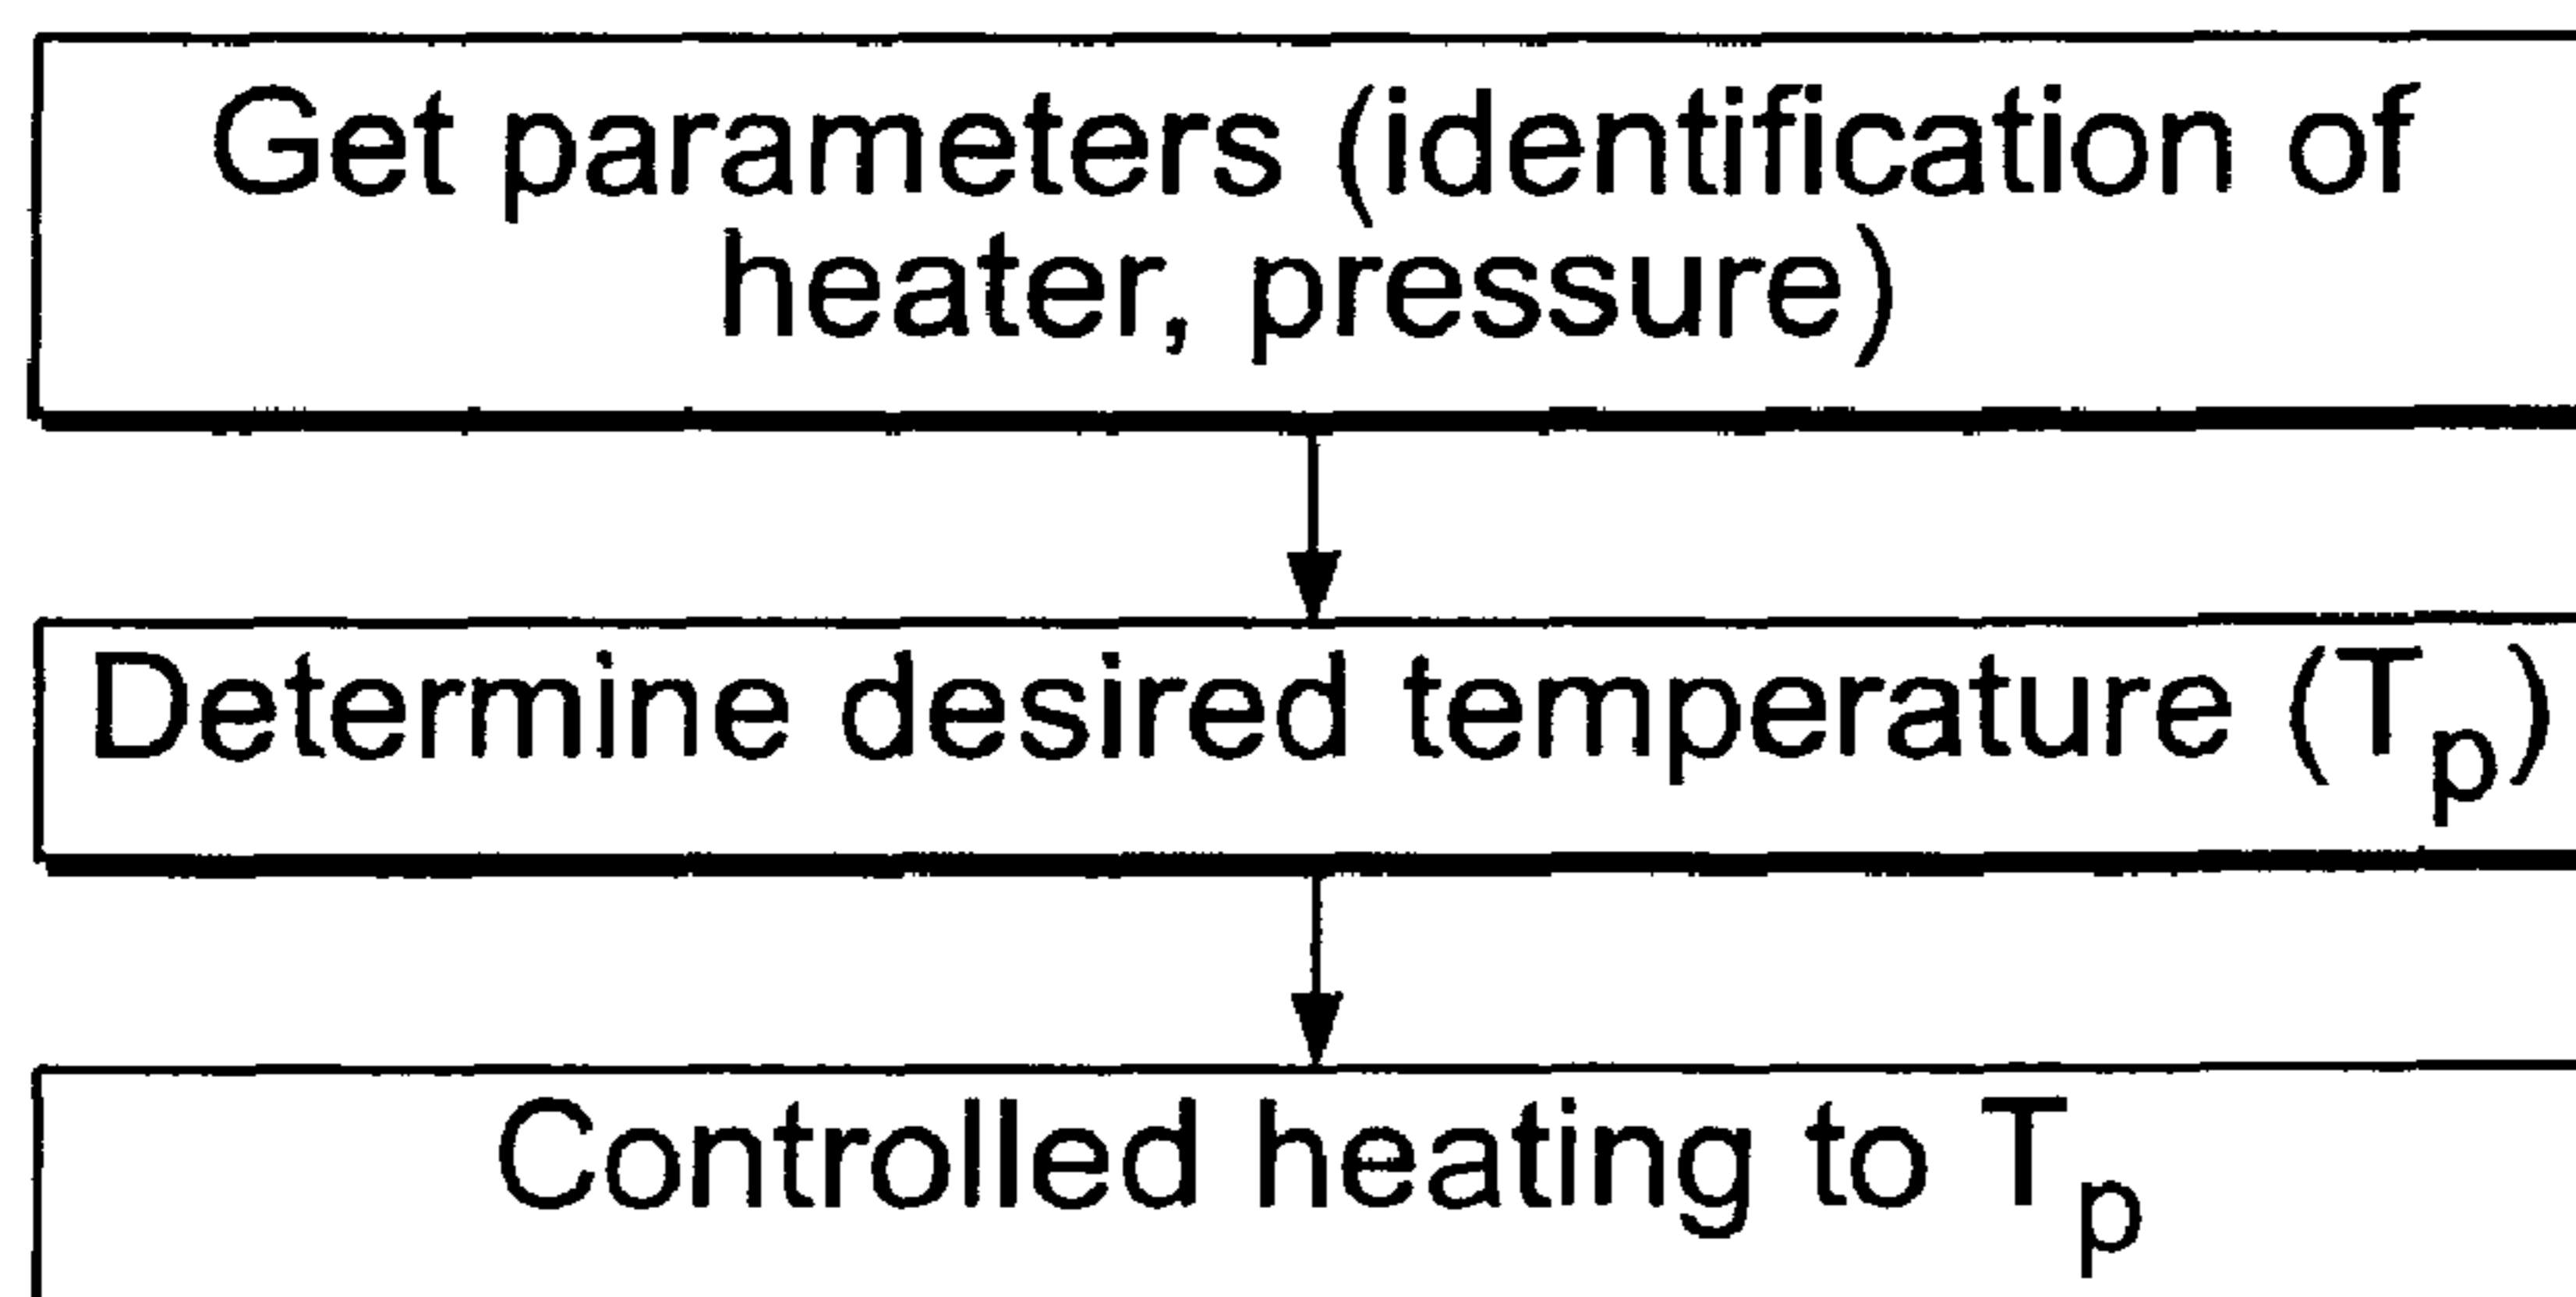 Get parameters (identification of
heater, pressure)
Determine desired temperature (Tp)
Controlled heating to Tp